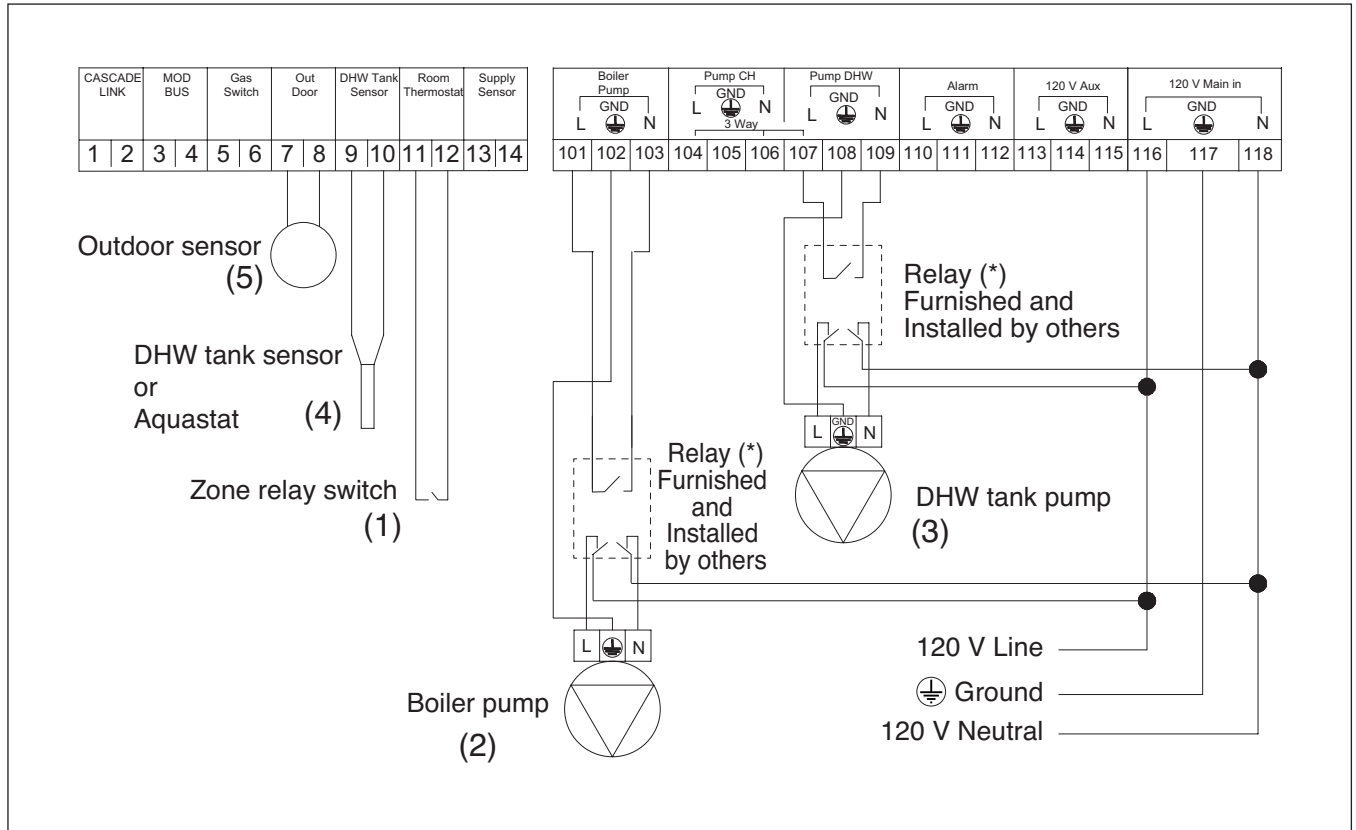 CASCADE LINK
MOD BUS
Gas Switch
Out Door
DHW Tank Sensor
Room Thermostat
Supply Sensor
1 2 3 4 5 6 7 8 9 10 11 12 13 14
Boiler Pump
GND
L N
Pump CH
GND
L N
3 Way
Pump DHW
GND
L N
Alarm
GND
L N
120 V Aux
GND
L N
120 V Main in
GND
L N
101 102 103 104 105 106 107 108 109 110 111 112 113 114 115 116 117 118
Outdoor sensor
(5)
DHW tank sensor
or
Aquastat
(4)
Zone relay switch
(1)
Relay (*)
Furnished and
Installed by others
L GND N
DHW tank pump
(3)
Relay (*)
Furnished
and
Installed
by others
L N
Boiler pump
(2)
120 V Line
Ground
120 V Neutral